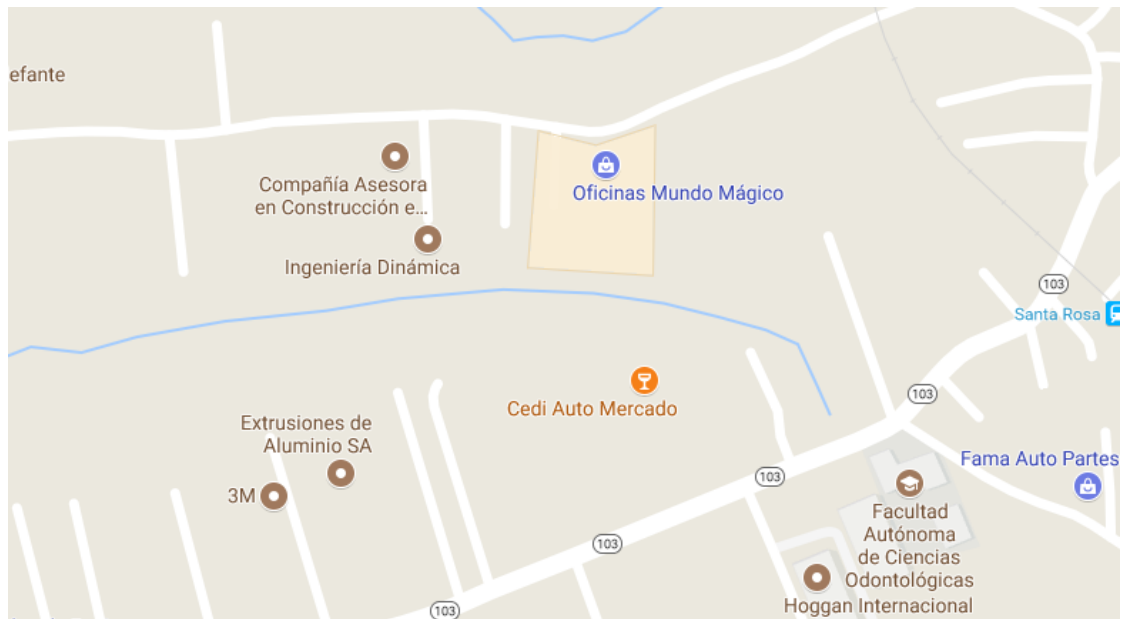 efante
Compañía Asesora
en Construcción e...
Oficinas Mundo Mágico
Ingeniería Dinámica
103
Santa Rosa
Cedi Auto Mercado
103
Extrusiones de
Aluminio SA
3M
103
Fama Auto Partes
Facultad
Autónoma
de Ciencias
Odontológicas
103
Hoggan Internacional
103